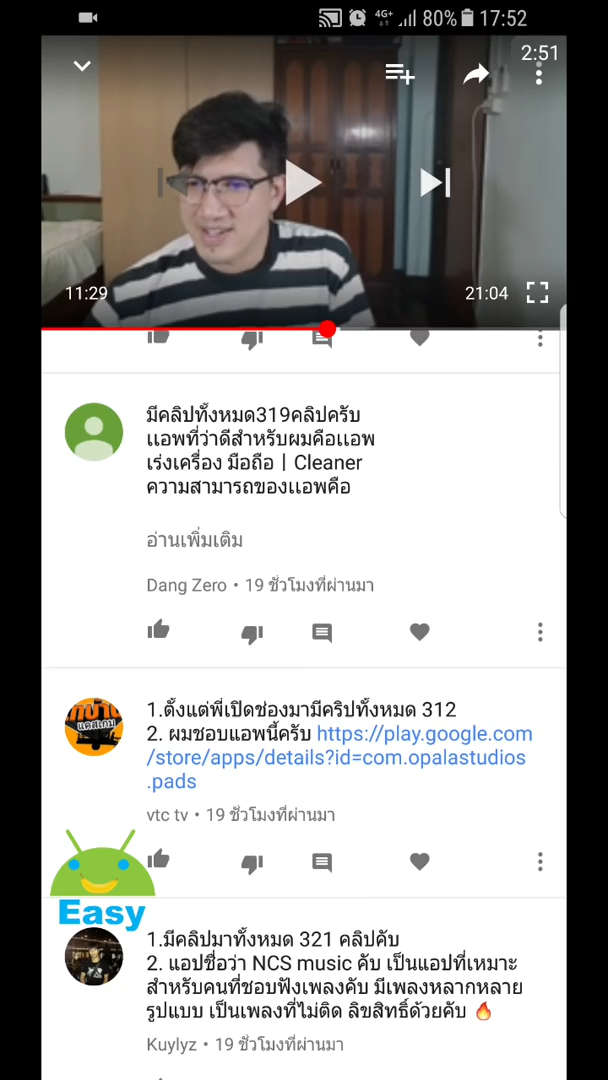 4G+ 80% 17:52
2:51
11:29 21:04
มีคลิปทั้งหมด319คลิปครับ
แอพที่ว่าดีสำหรับผมคือแอพ
เร่งเครื่อง มือถือ | Cleaner
ความสามารถของแอพคือ
อ่านเพิ่มเติม
Dang Zero • 19 ชั่วโมงที่ผ่านมา
1.ตั้งแต่พี่เปิดช่องมามีคริปทั้งหมด 312
2. ผมชอบแอพนี้ครับ https://play.google.com
/store/apps/details?id=com.opalastudios
.pads
vtc tv • 19 ชั่วโมงที่ผ่านมา
Easy
1.มีคลิปมาทั้งหมด 321 คลิปคับ
2. แอปชื่อว่า NCS music คับ เป็นแอปที่เหมาะ
สำหรับคนที่ชอบฟังเพลงคับ มีเพลงหลากหลาย
รูปแบบ เป็นเพลงที่ไม่ติด ลิขสิทธิ์ด้วยคับ 🔥
Kuylyz • 19 ชั่วโมงที่ผ่านมา